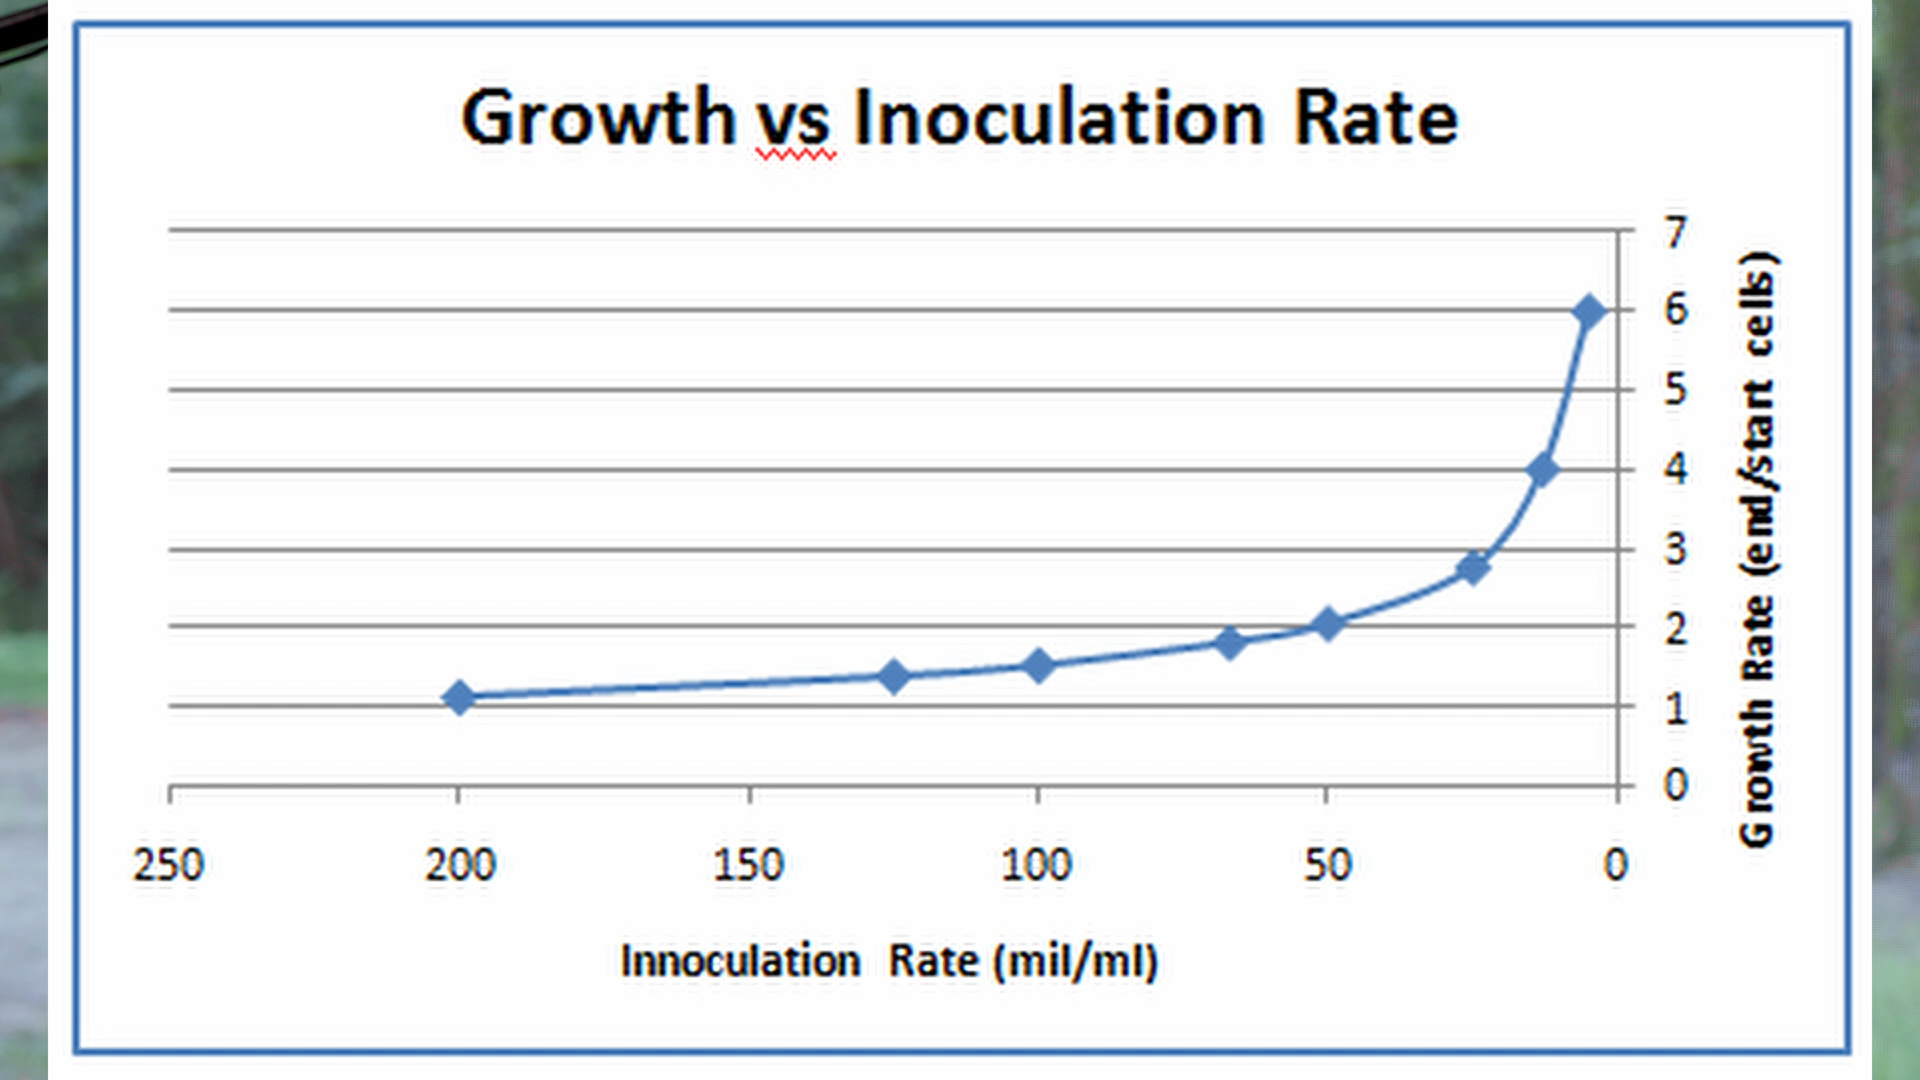 Growth vs Inoculation Rate
7
6
5
4
3
2
1
0
Growth Rate (end/start cells)
250 200 150 100 50 0
Innoculation Rate (mil/ml)